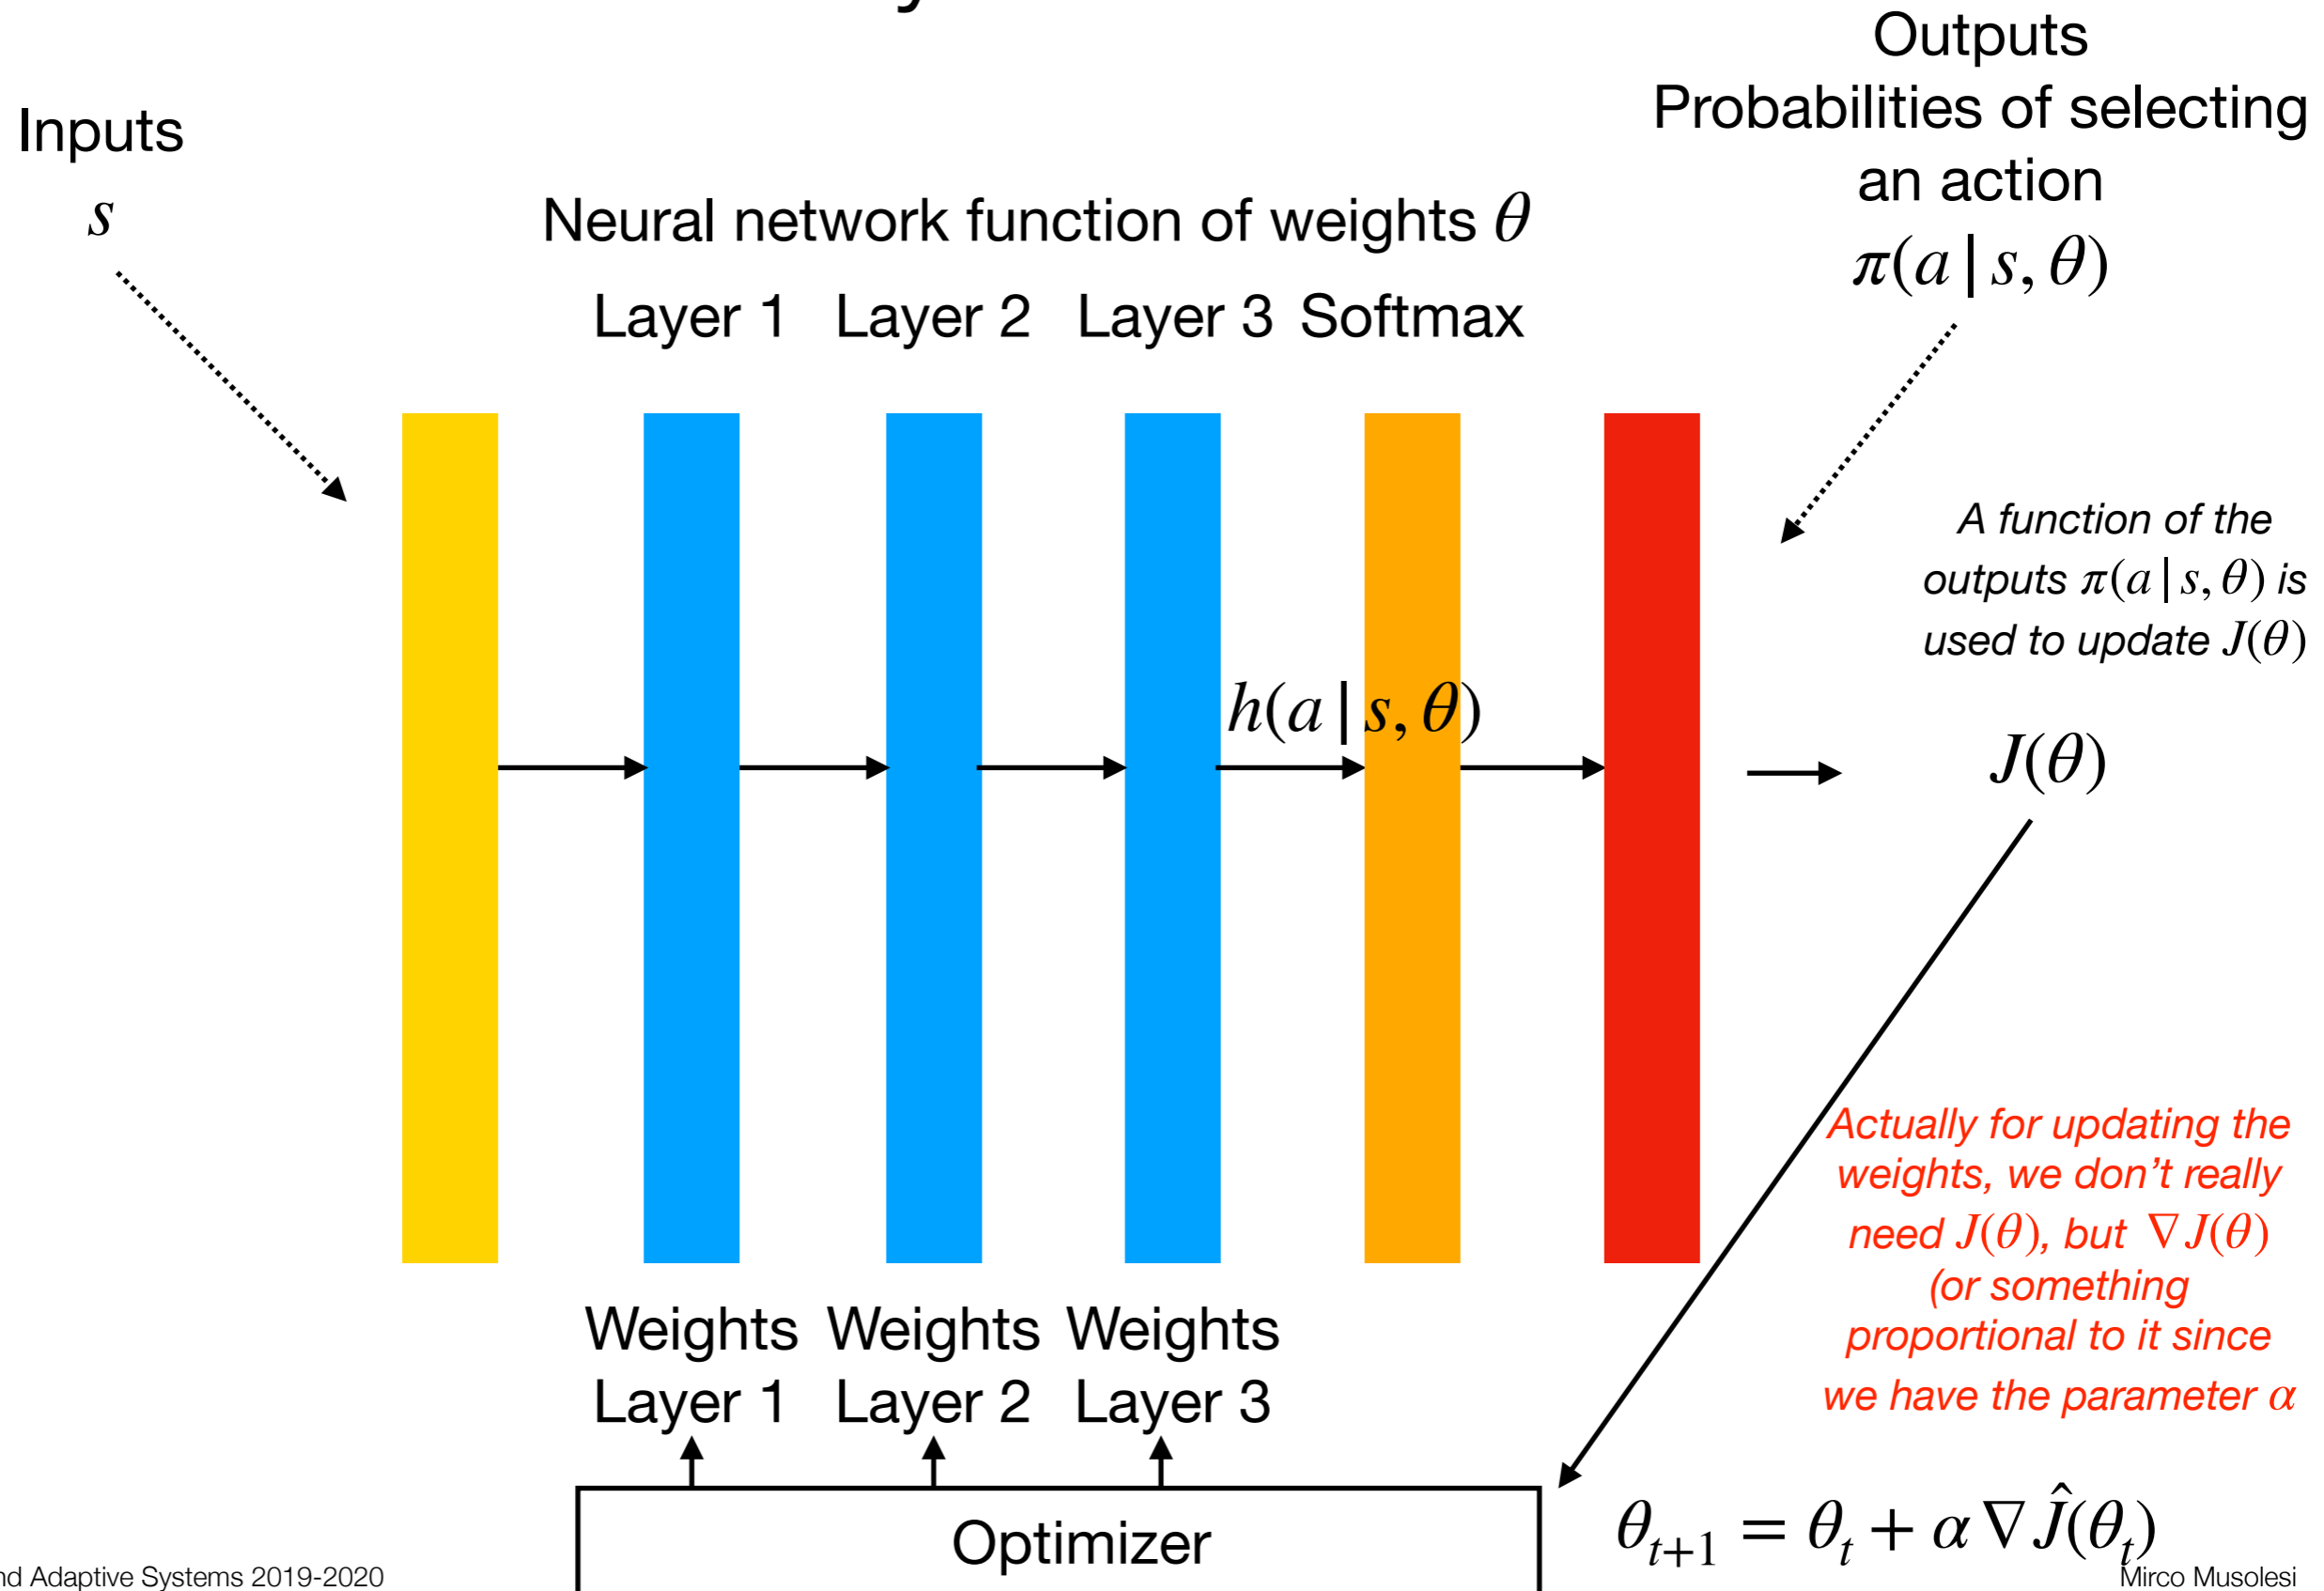 Inputs
s
Outputs
Probabilities of selecting
an action
π(a | s, θ)
Neural network function of weights θ
Layer 1 Layer 2 Layer 3 Softmax
A function of the
outputs π(a | s, θ) is
used to update J(θ)
h(a | s, θ)
J(θ)
Actually for updating the
weights, we don't really
need J(θ), but ∇J(θ)
(or something
proportional to it since
we have the parameter α
Weights Weights Weights
Layer 1 Layer 2 Layer 3
Optimizer
θ_{t+1} = θ_t + α∇Ĵ(θ_t)
nd Adaptive Systems 2019-2020
Mirco Musolesi